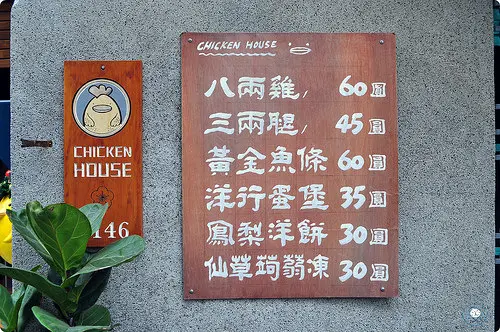 CHICKEN HOUSE
八兩雞, 60圓
三兩腿, 45圓
黃金魚條 60圓
洋行蛋堡 35圓
鳳梨洋餅 30圓
仙草蒟蒻凍 30圓
CHICKEN
HOUSE
146